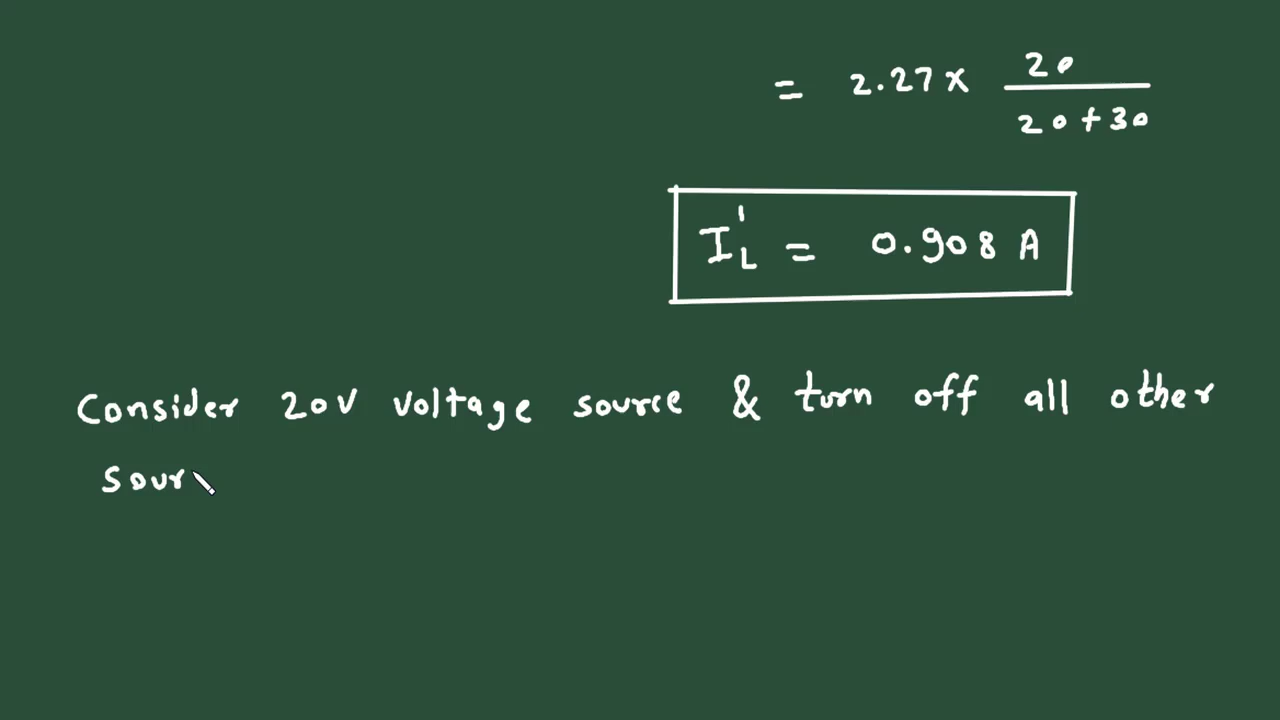 = 2.27 × 20 / 20 + 30
I'L = 0.908 A
Consider 20V voltage source & turn off all other
Sour